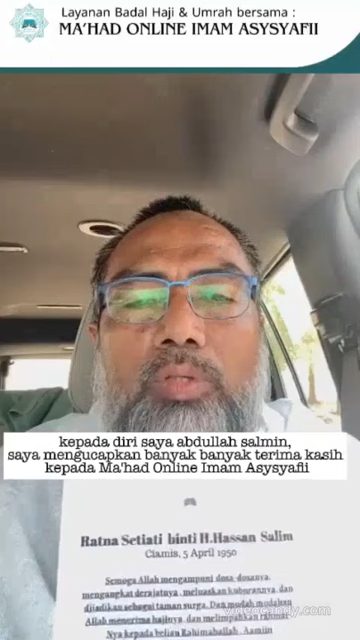 Layanan Badal Haji & Umrah bersama :
MA'HAD ONLINE IMAM ASYSYAFII
kepada diri saya abdullah salmin,
saya mengucapkan banyak banyak terima kasih
kepada Ma'had Online Imam Asysyafii
Ratna Setiati binti H.Hassan Salim
Ciamis, 5 April 1950
Semoga Allah mengampuni dosa-dosanya,
mengangkat derajatnya, meluaskan kuburannya, dan
dijadikan sebagai taman surga. Dan mudah mudahan
Allah menerima hajinya, dan melimpahkan rahmat-
Nya kepada beliau Rahimahallah . Aamiin